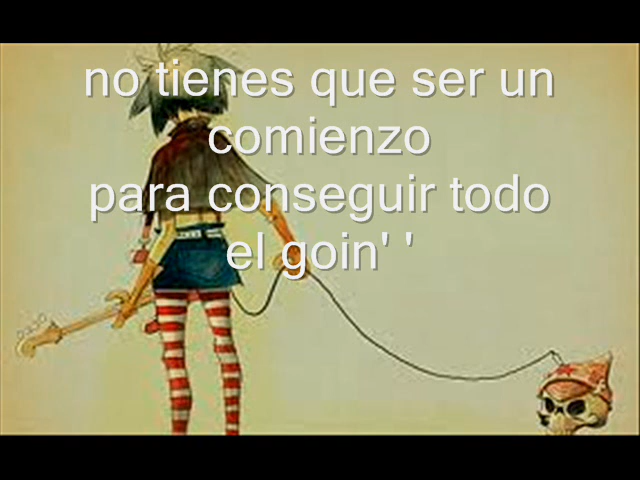 no tienes que ser un
comienzo
para conseguir todo
el goin' '